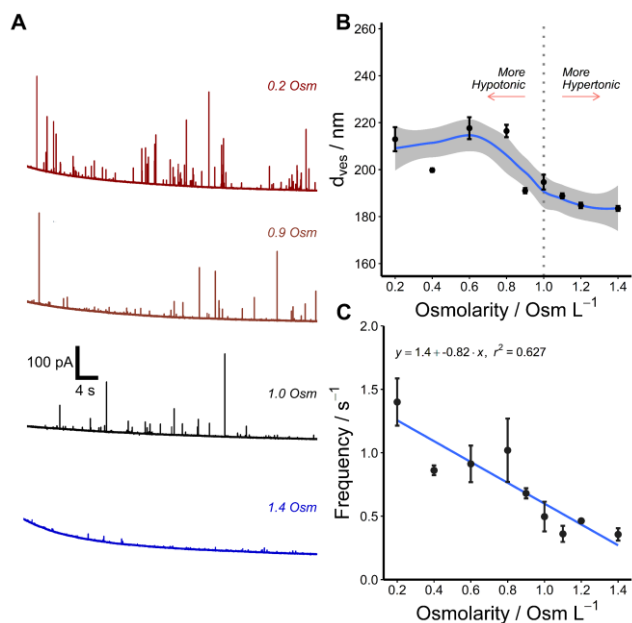 A
0.2 Osm
0.9 Osm
100 pA
4 s
1.0 Osm
1.4 Osm
B
260
240
220
200
180
160
d_ves / nm
More
Hypotonic
More
Hypertonic
0.2 0.4 0.6 0.8 1.0 1.2 1.4
Osmolarity / Osm L⁻¹
C
2.0
1.5
1.0
0.5
0.0
Frequency / s⁻¹
y = 1.4 + -0.82 · x, r² = 0.627
0.2 0.4 0.6 0.8 1.0 1.2 1.4
Osmolarity / Osm L⁻¹